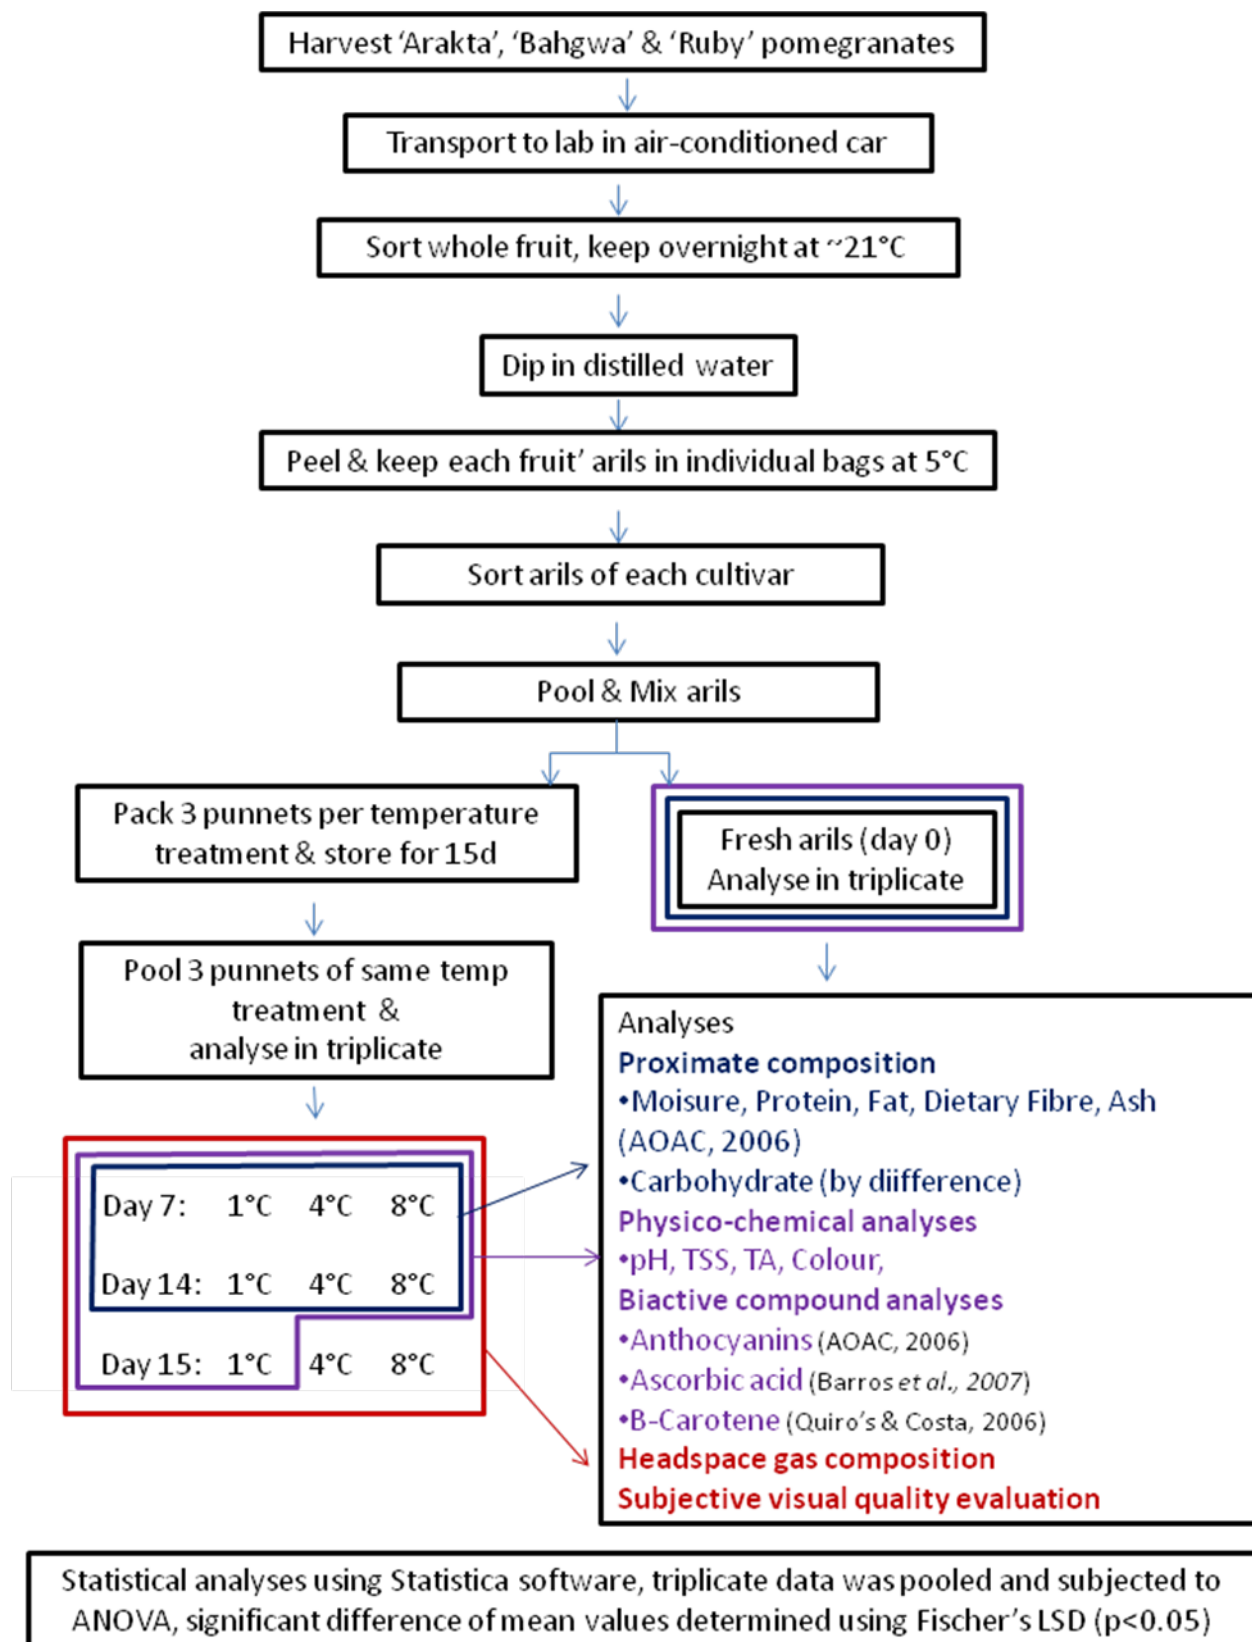 Harvest ‘Arakta’, ‘Bahgwa’ & ‘Ruby’ pomegranates
Transport to lab in air-conditioned car
Sort whole fruit, keep overnight at ~21°C
Dip in distilled water
Peel & keep each fruit’ arils in individual bags at 5°C
Sort arils of each cultivar
Pool & Mix arils
Pack 3 punnets per temperature
treatment & store for 15d
Fresh arils (day 0)
Analyse in triplicate
Pool 3 punnets of same temp
treatment &
analyse in triplicate
Day 7: 1°C 4°C 8°C
Day 14: 1°C 4°C 8°C
Day 15: 1°C 4°C 8°C
Analyses
Proximate composition
•Moisure, Protein, Fat, Dietary Fibre, Ash
(AOAC, 2006)
•Carbohydrate (by diifference)
Physico-chemical analyses
•pH, TSS, TA, Colour,
Biactive compound analyses
•Anthocyanins (AOAC, 2006)
•Ascorbic acid (Barros et al., 2007)
•B-Carotene (Quiro’s & Costa, 2006)
Headspace gas composition
Subjective visual quality evaluation
Statistical analyses using Statistica software, triplicate data was pooled and subjected to
ANOVA, significant difference of mean values determined using Fischer’s LSD (p<0.05)